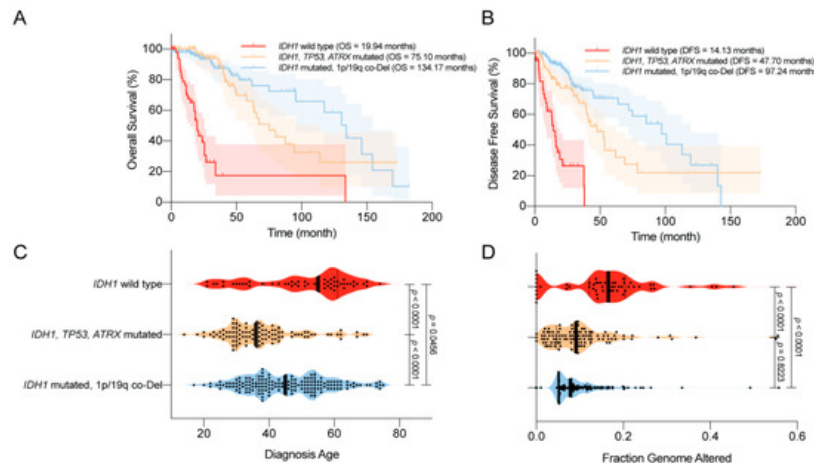 A
IDH1 wild type (OS = 19.94 months)
IDH1, TP53, ATRX mutated (OS = 75.10 months)
IDH1 mutated, 1p/19q co-Del (OS = 134.17 months)
Overall Survival (%)
100
80
60
40
20
0
0 50 100 150 200
Time (month)
B
IDH1 wild type (DFS = 14.13 months)
IDH1, TP53, ATRX mutated (DFS = 47.70 months)
IDH1 mutated, 1p/19q co-Del (DFS = 97.24 months)
Disease Free Survival (%)
100
80
60
40
20
0
0 50 100 150 200
Time (month)
C
IDH1 wild type
IDH1, TP53, ATRX mutated
IDH1 mutated, 1p/19q co-Del
p < 0.0001
p < 0.0001
p = 0.0456
20 40 60 80
Diagnosis Age
D
p < 0.0001
p = 0.8223
p < 0.0001
0.0 0.2 0.4 0.6
Fraction Genome Altered